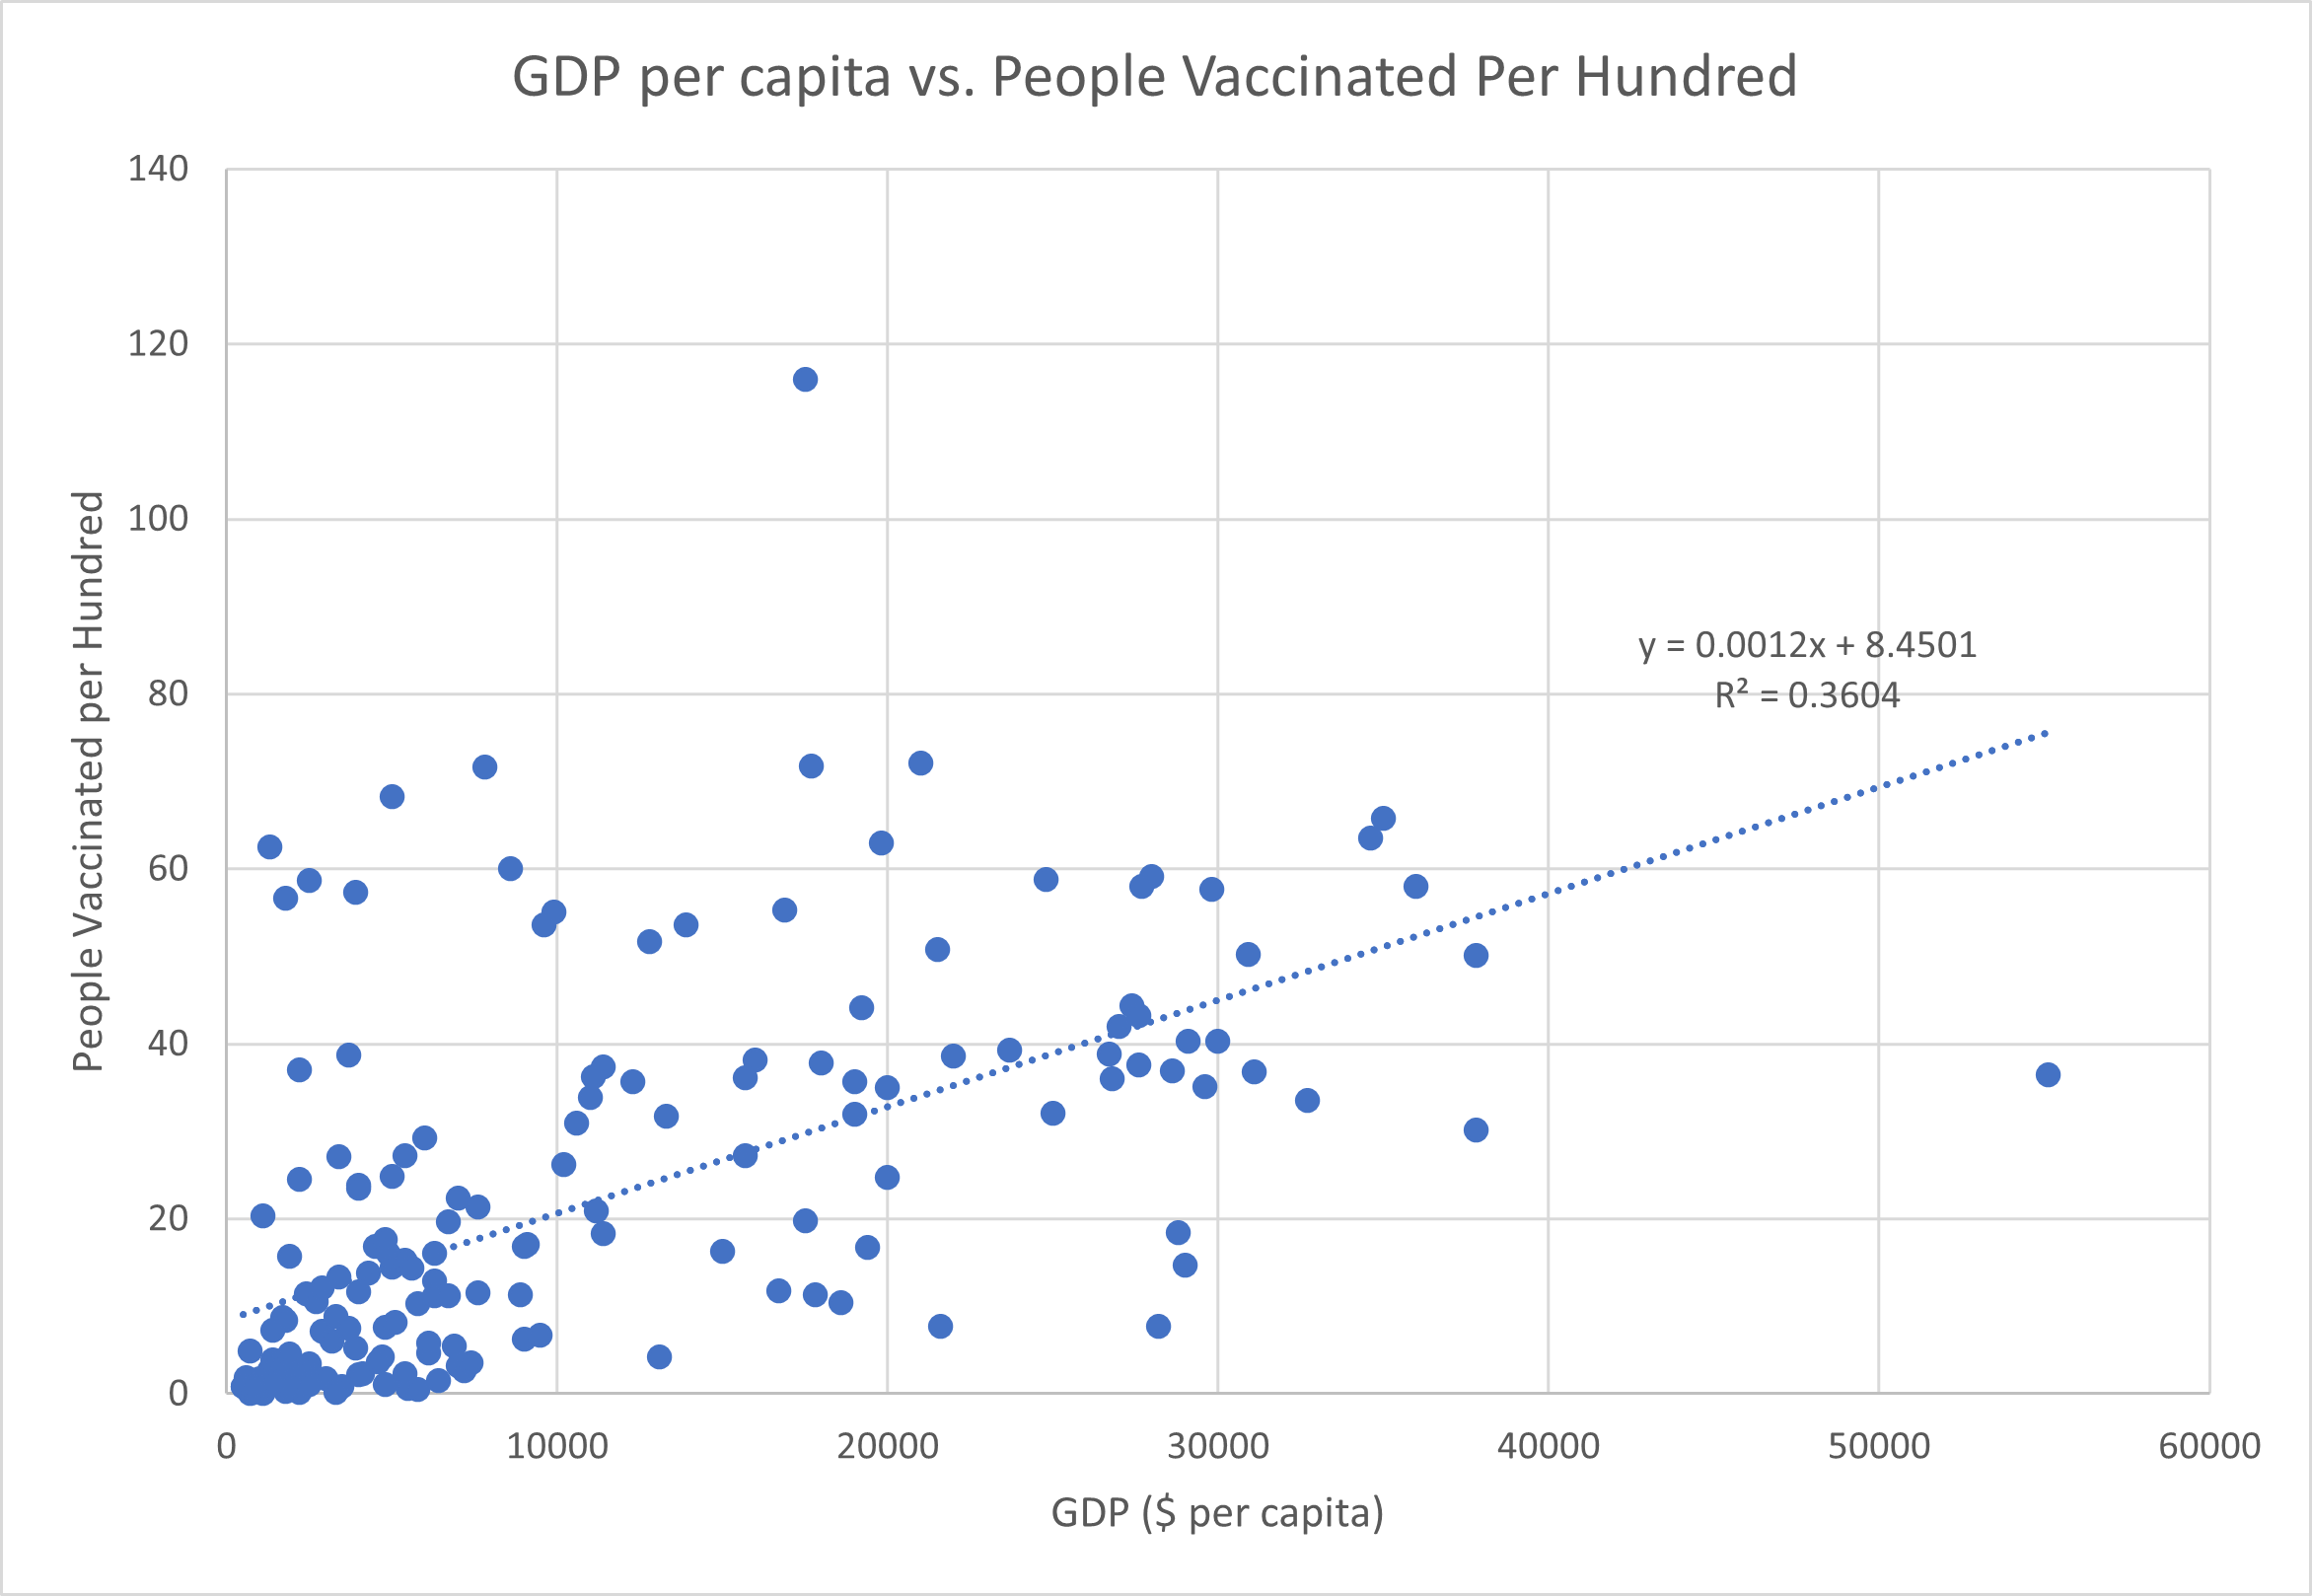 GDP per capita vs. People Vaccinated Per Hundred
140
120
100
80
60
40
20
0
People Vaccinated per Hundred
y = 0.0012x + 8.4501
R² = 0.3604
0 10000 20000 30000 40000 50000 60000
GDP ($ per capita)